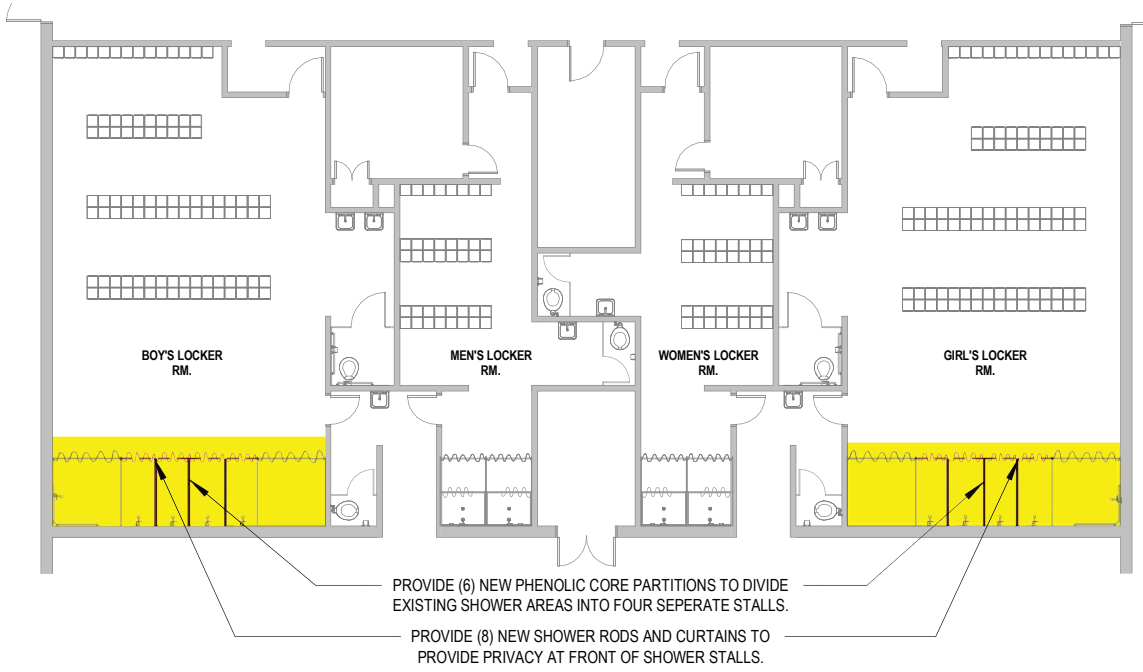 BOY'S LOCKER
RM.
MEN'S LOCKER
RM.
WOMEN'S LOCKER
RM.
GIRL'S LOCKER
RM.
PROVIDE (6) NEW PHENOLIC CORE PARTITIONS TO DIVIDE
EXISTING SHOWER AREAS INTO FOUR SEPERATE STALLS.
PROVIDE (8) NEW SHOWER RODS AND CURTAINS TO
PROVIDE PRIVACY AT FRONT OF SHOWER STALLS.